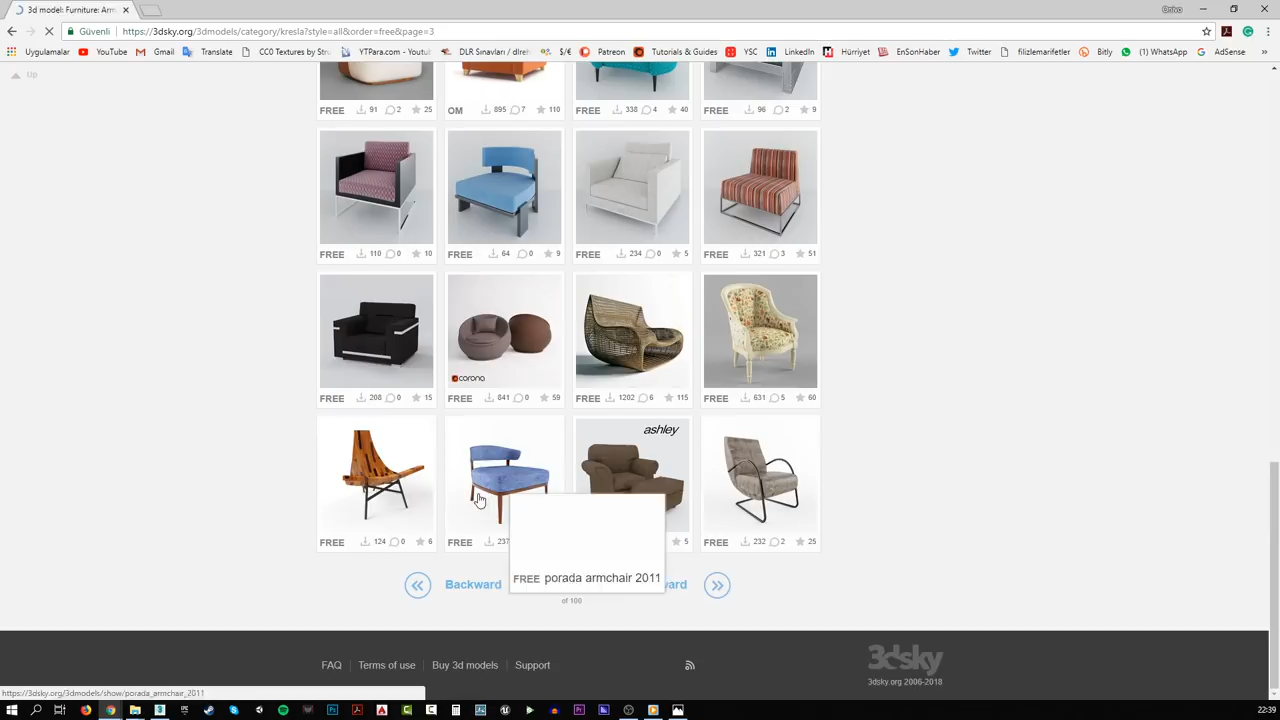 3d model: Furniture: Arm
Orivo
Güvenli
https://3dsky.org/3dmodels/category/kresla?style=all&order=free&page=3
Uygulamalar YouTube Gmail Translate CC0 Textures by Stru YTPara.com - Youtub DLR Sınavları / dlreh $/€ Patreon Tutorials & Guides YSC LinkedIn Hürriyet EnSonHaber Twitter filizlemarifetler Bitly (1) WhatsApp AdSense
Up
FREE 91 2 25
OM 895 7 110
FREE 338 4 40
FREE 96 2 9
FREE 110 0 10
FREE 64 0 9
FREE 234 0 5
FREE 321 3 51
corona
FREE 208 0 15
FREE 841 0 59
FREE 1202 6 115
FREE 631 5 60
ashley
FREE 124 0 6
FREE 237
5
FREE 232 2 25
FREE porada armchair 2011
Backward
ward
of 100
FAQ Terms of use Buy 3d models Support
3dsky
3dsky.org 2006-2018
https://3dsky.org/3dmodels/show/porada_armchair_2011
22:39